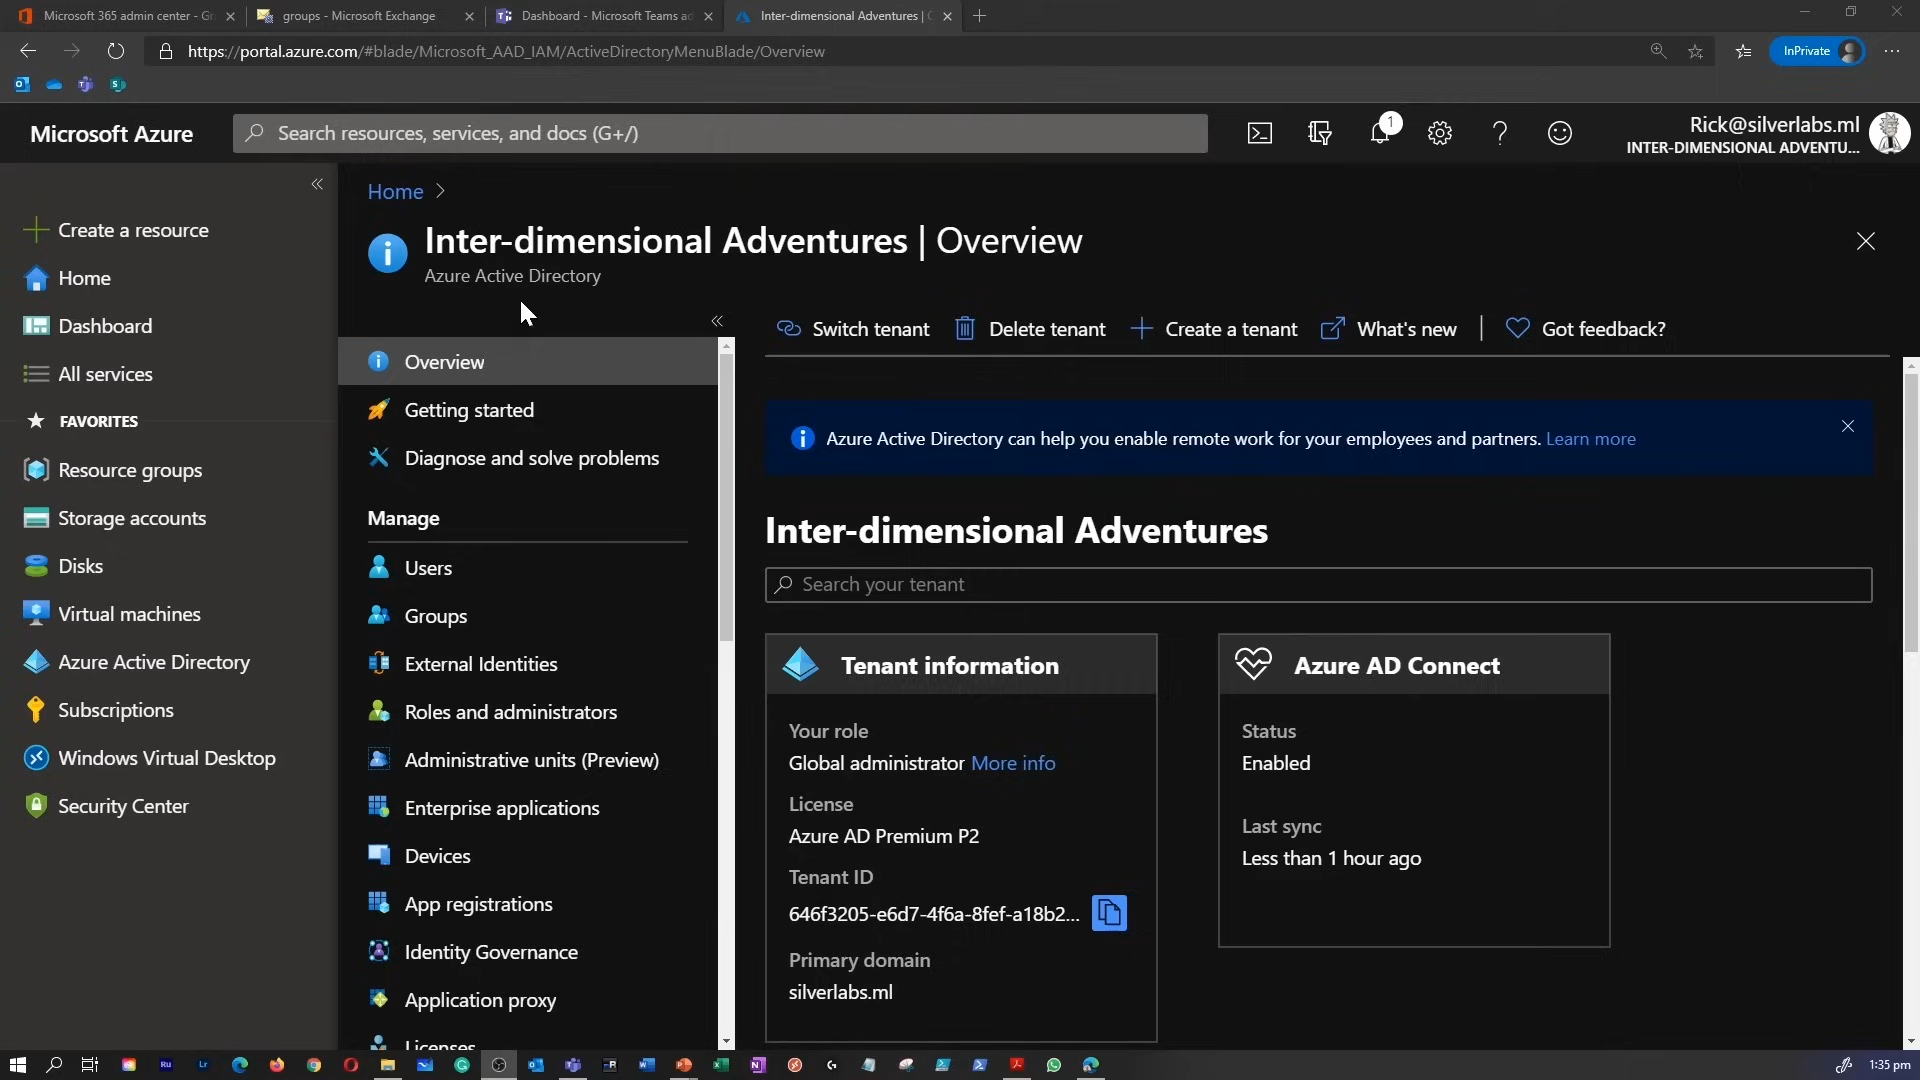 Microsoft 365 admin center - Gr
groups - Microsoft Exchange
Dashboard - Microsoft Teams ad
Inter-dimensional Adventures |
https://portal.azure.com/#blade/Microsoft_AAD_IAM/ActiveDirectoryMenuBlade/Overview
InPrivate
Microsoft Azure
Search resources, services, and docs (G+/)
1
Rick@silverlabs.ml
INTER-DIMENSIONAL ADVENTU...
Create a resource
Home
Dashboard
All services
FAVORITES
Resource groups
Storage accounts
Disks
Virtual machines
Azure Active Directory
Subscriptions
Windows Virtual Desktop
Security Center
Home >
Inter-dimensional Adventures | Overview
Azure Active Directory
Overview
Getting started
Diagnose and solve problems
Manage
Users
Groups
External Identities
Roles and administrators
Administrative units (Preview)
Enterprise applications
Devices
App registrations
Identity Governance
Application proxy
Licenses
Switch tenant
Delete tenant
Create a tenant
What's new
Got feedback?
Azure Active Directory can help you enable remote work for your employees and partners. Learn more
Inter-dimensional Adventures
Search your tenant
Tenant information
Your role
Global administrator More info
License
Azure AD Premium P2
Tenant ID
646f3205-e6d7-4f6a-8fef-a18b2...
Primary domain
silverlabs.ml
Azure AD Connect
Status
Enabled
Last sync
Less than 1 hour ago
Ru
Lr
1:35 pm